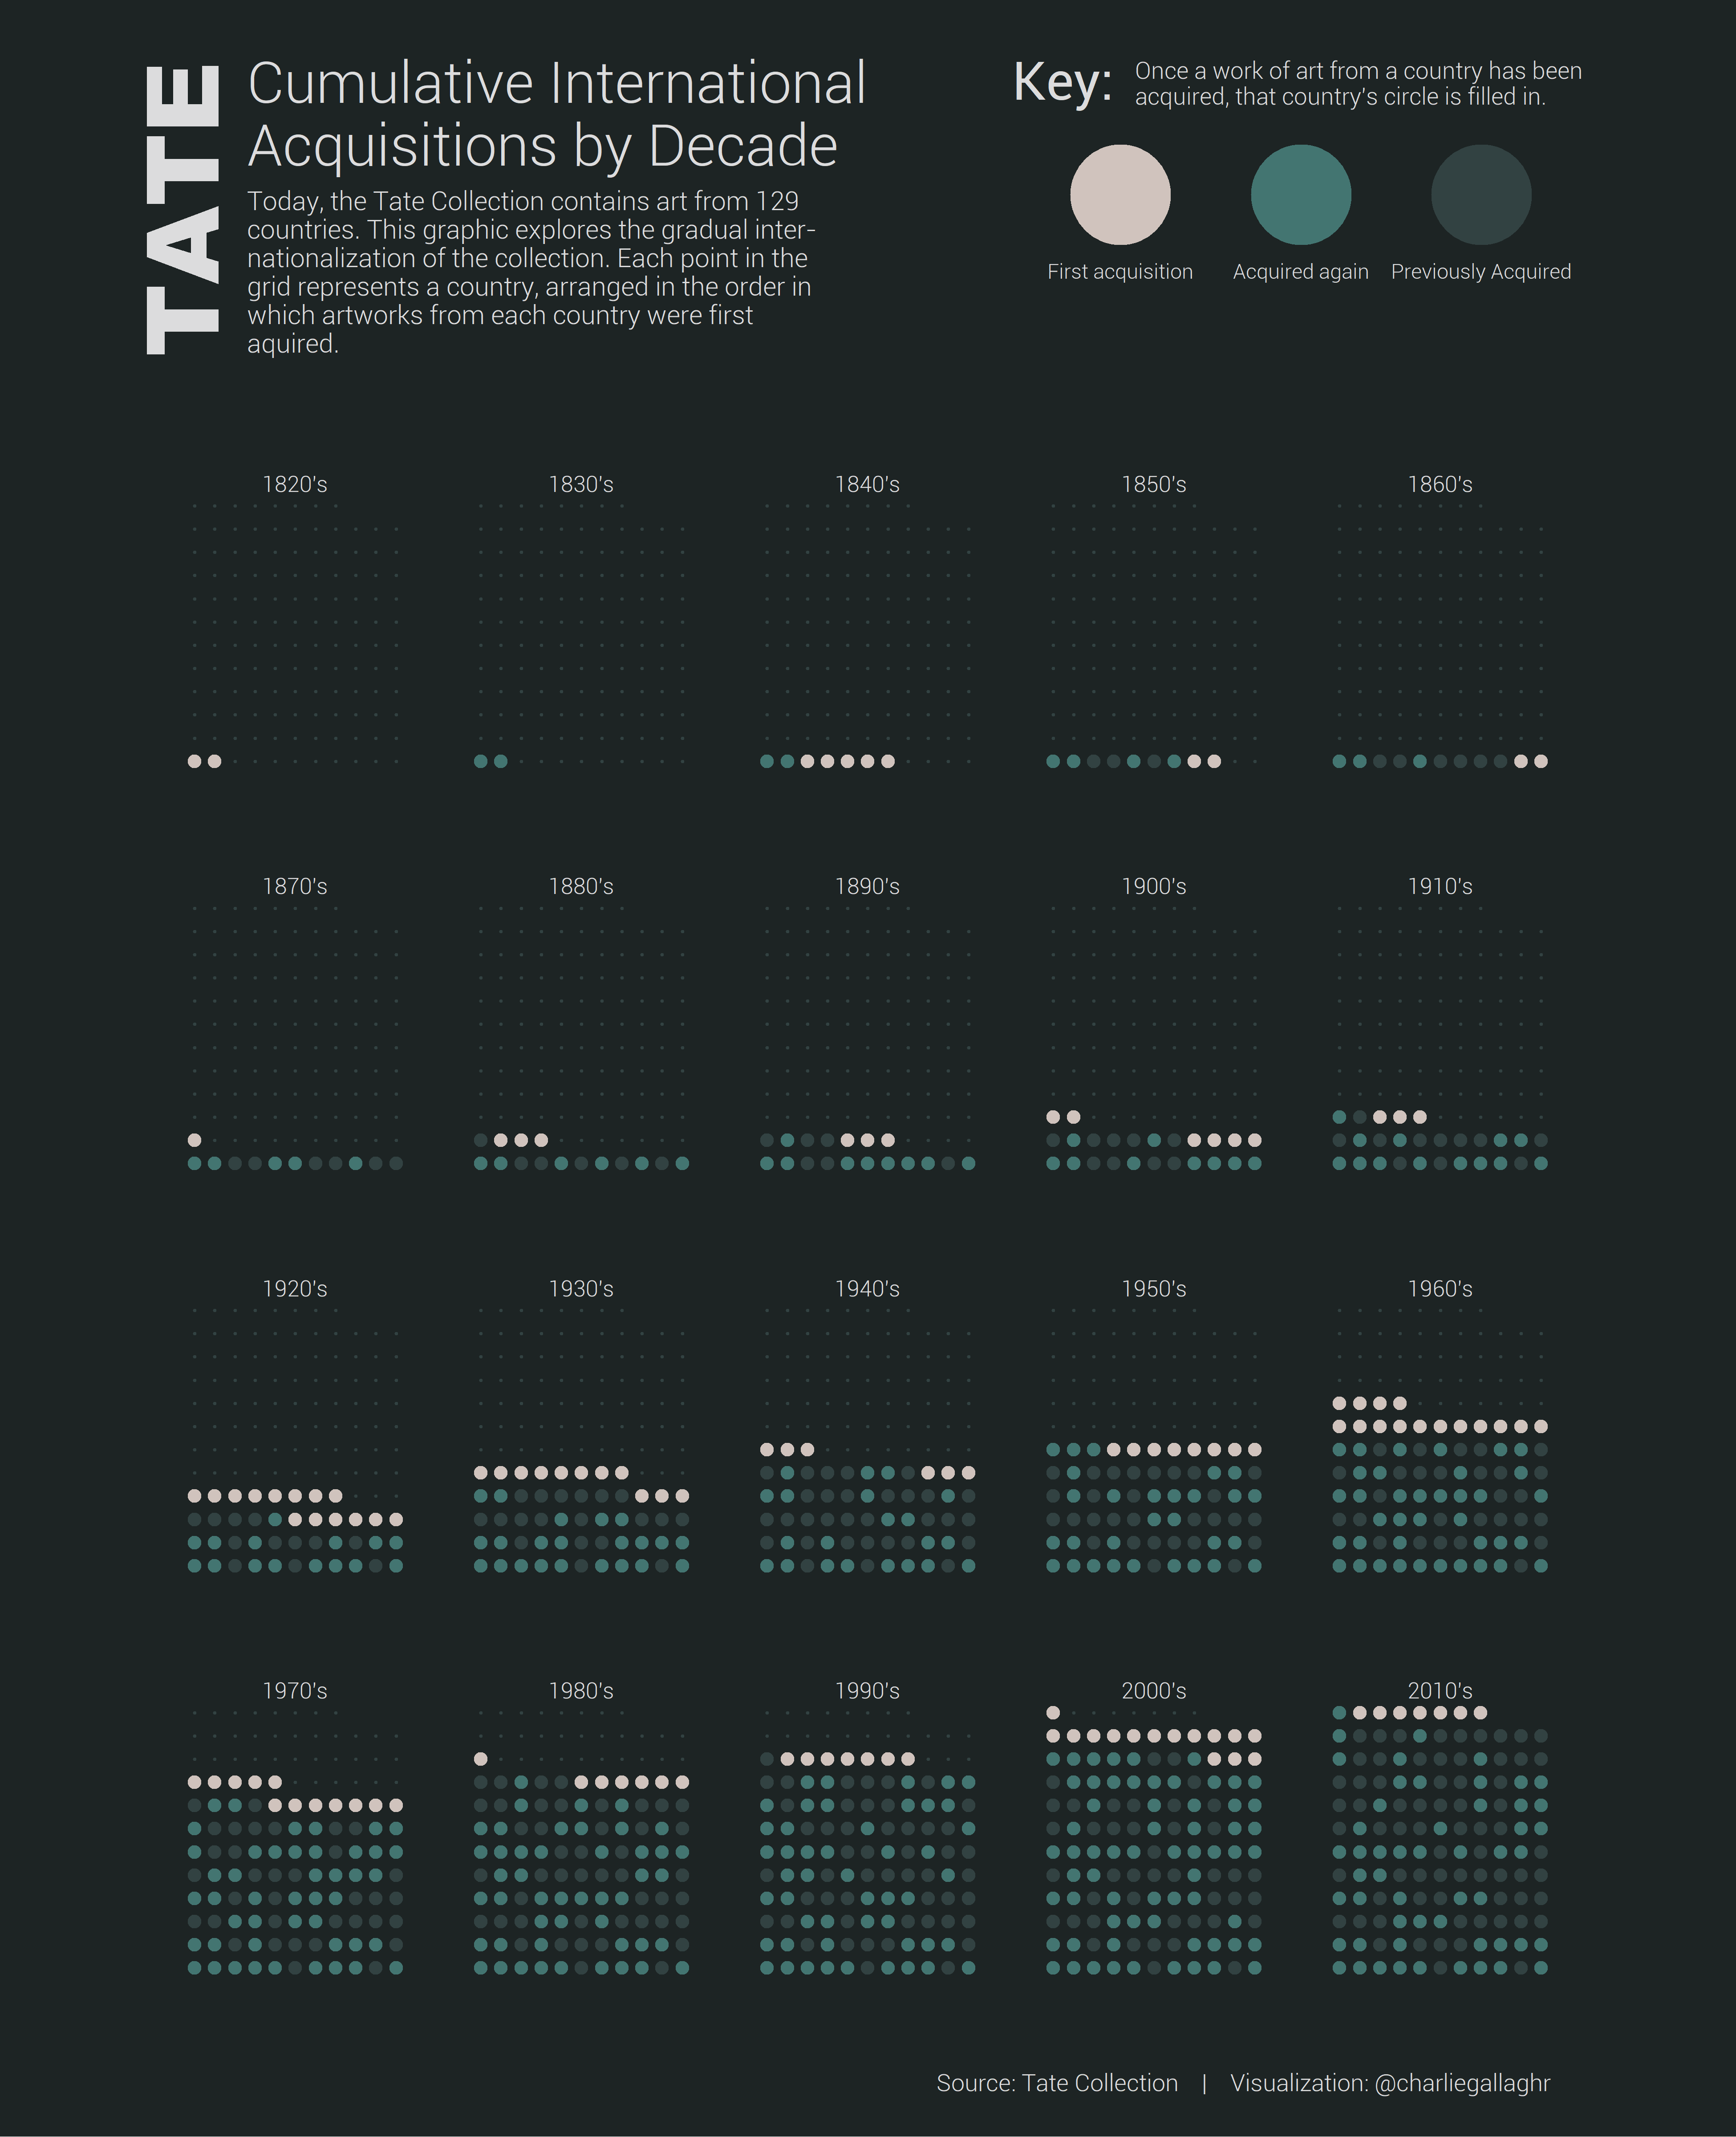 TATE
Cumulative International
Acquisitions by Decade
Today, the Tate Collection contains art from 129
countries. This graphic explores the gradual inter-
nationalization of the collection. Each point in the
grid represents a country, arranged in the order in
which artworks from each country were first
aquired.
Key:
Once a work of art from a country has been
acquired, that country's circle is filled in.
First acquisition
Acquired again
Previously Acquired
1820's
1830's
1840's
1850's
1860's
1870's
1880's
1890's
1900's
1910's
1920's
1930's
1940's
1950's
1960's
1970's
1980's
1990's
2000's
2010's
Source: Tate Collection | Visualization: @charliegallaghr